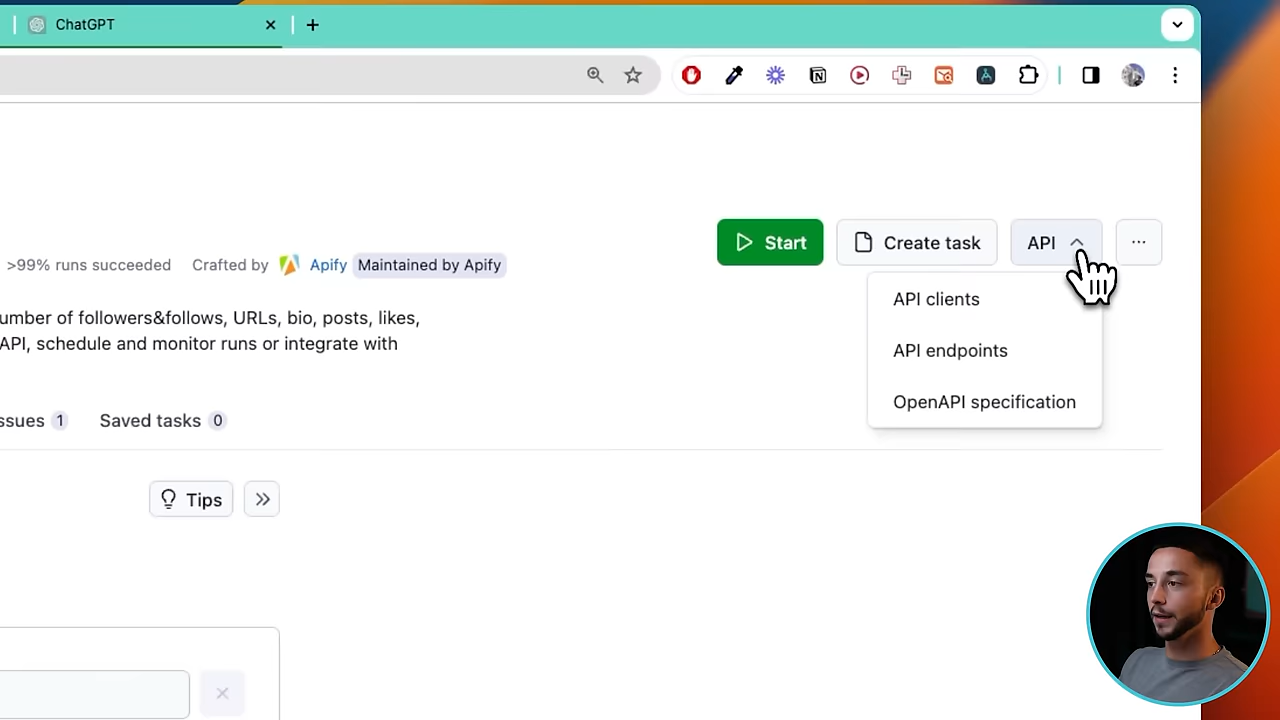 ChatGPT
>99% runs succeeded Crafted by Apify Maintained by Apify
Start
Create task
API
...
API clients
API endpoints
OpenAPI specification
umber of followers&follows, URLs, bio, posts, likes,
API, schedule and monitor runs or integrate with
ssues 1 Saved tasks 0
Tips